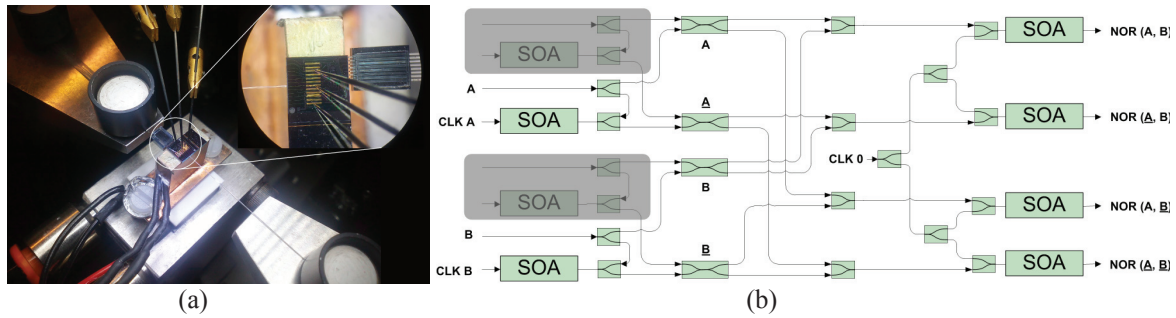 SOA
SOA
NOR (A, B)
A
A
A
CLK A
SOA
SOA
NOR (A, B)
CLK 0
SOA
B
SOA
NOR (A, B)
B
B
CLK B
SOA
SOA
NOR (A, B)
(a)
(b)